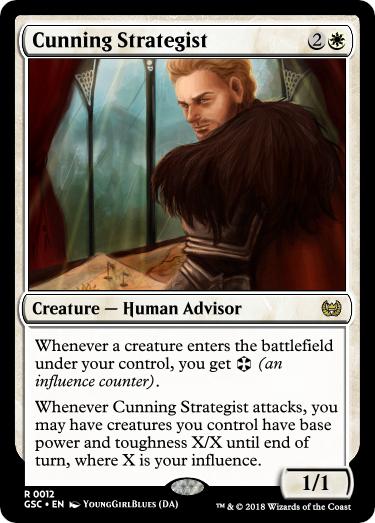 Cunning Strategist 2
Creature — Human Advisor
Whenever a creature enters the battlefield
under your control, you get (an
influence counter).
Whenever Cunning Strategist attacks, you
may have creatures you control have base
power and toughness X/X until end of
turn, where X is your influence.
1/1
R 0012
GSC • EN YoungGirlBlues (DA)
™ & © 2018 Wizards of the Coast